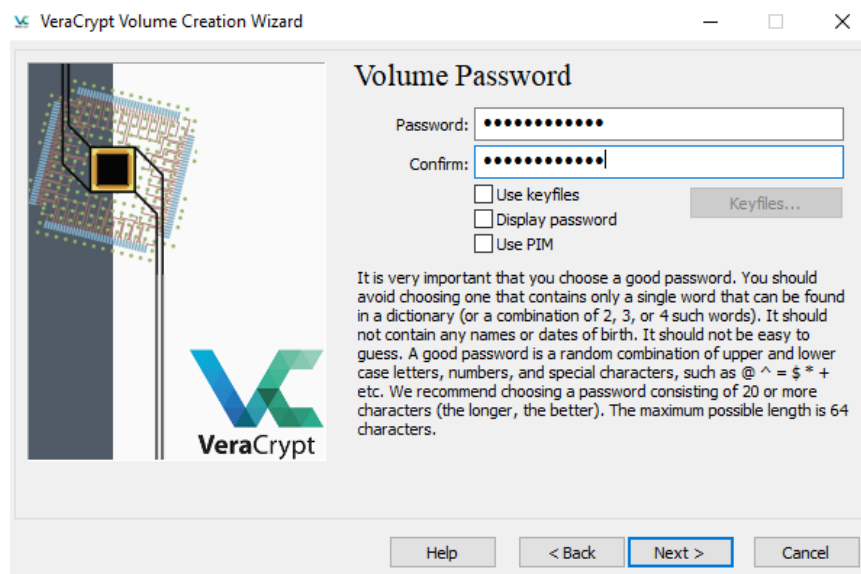 VeraCrypt Volume Creation Wizard
Volume Password
Password: ●●●●●●●●●●●●
Confirm: ●●●●●●●●●●●●
Use keyfiles
Keyfiles...
Display password
Use PIM
It is very important that you choose a good password. You should
avoid choosing one that contains only a single word that can be found
in a dictionary (or a combination of 2, 3, or 4 such words). It should
not contain any names or dates of birth. It should not be easy to
guess. A good password is a random combination of upper and lower
case letters, numbers, and special characters, such as @ ^ = $ * +
etc. We recommend choosing a password consisting of 20 or more
characters (the longer, the better). The maximum possible length is 64
characters.
VeraCrypt
Help
< Back
Next >
Cancel